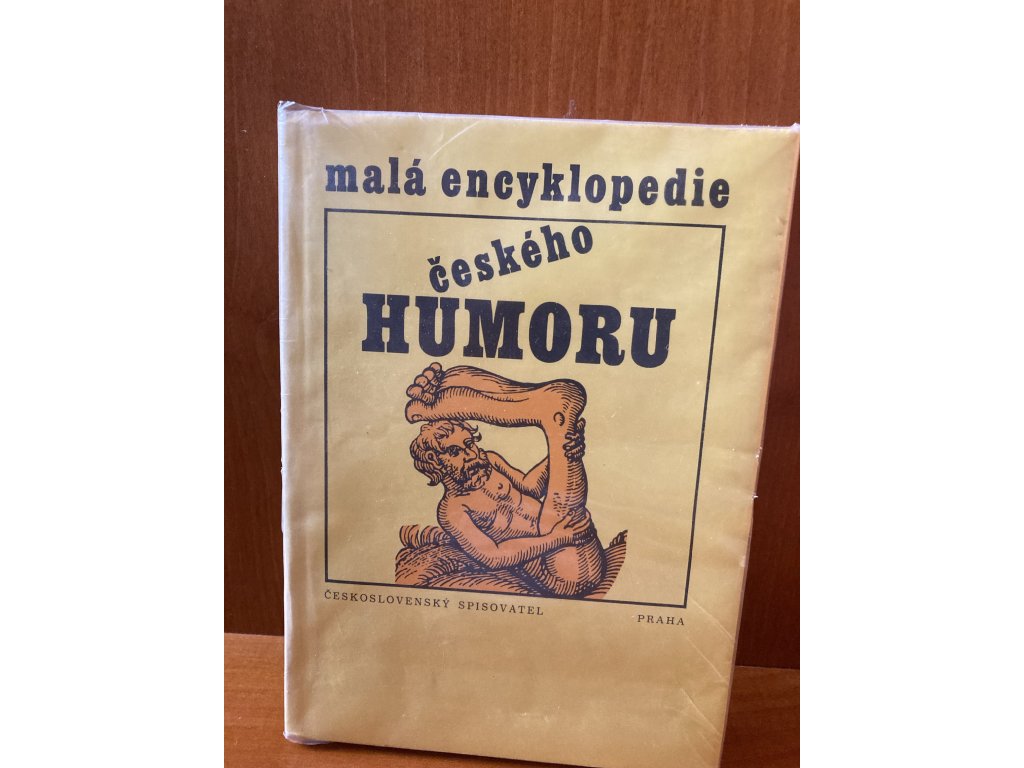 malá encyklopedie
českého
HUMORU
ČESKOSLOVENSKÝ SPISOVATEL
PRAHA